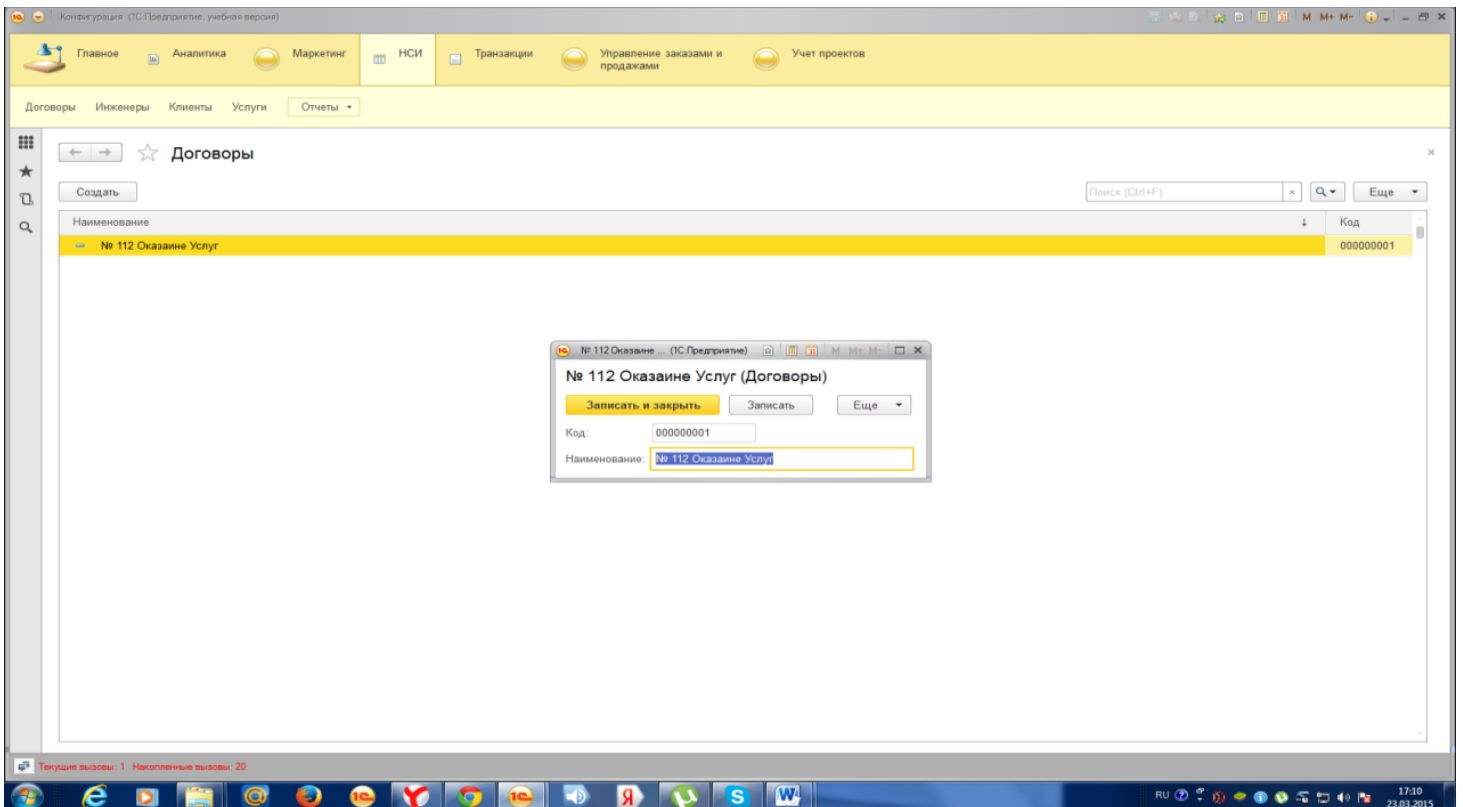 Конфигурация (1С:Предприятие, учебная версия)
M M+ M-
Главное Аналитика Маркетинг НСИ Транзакции Управление заказами и продажами Учет проектов
Договоры Инженеры Клиенты Услуги Отчеты
Договоры
Создать Поиск (Ctrl+F) Еще
Наименование Код
№ 112 Оказаине Услуг 000000001
№ 112 Оказаине ... (1С:Предприятие) M M+ M-
№ 112 Оказаине Услуг (Договоры)
Записать и закрыть Записать Еще
Код: 000000001
Наименование: № 112 Оказаине Услуг
Текущие вызовы: 1 Накопленные вызовы: 20
RU 17:10
23.03.2015